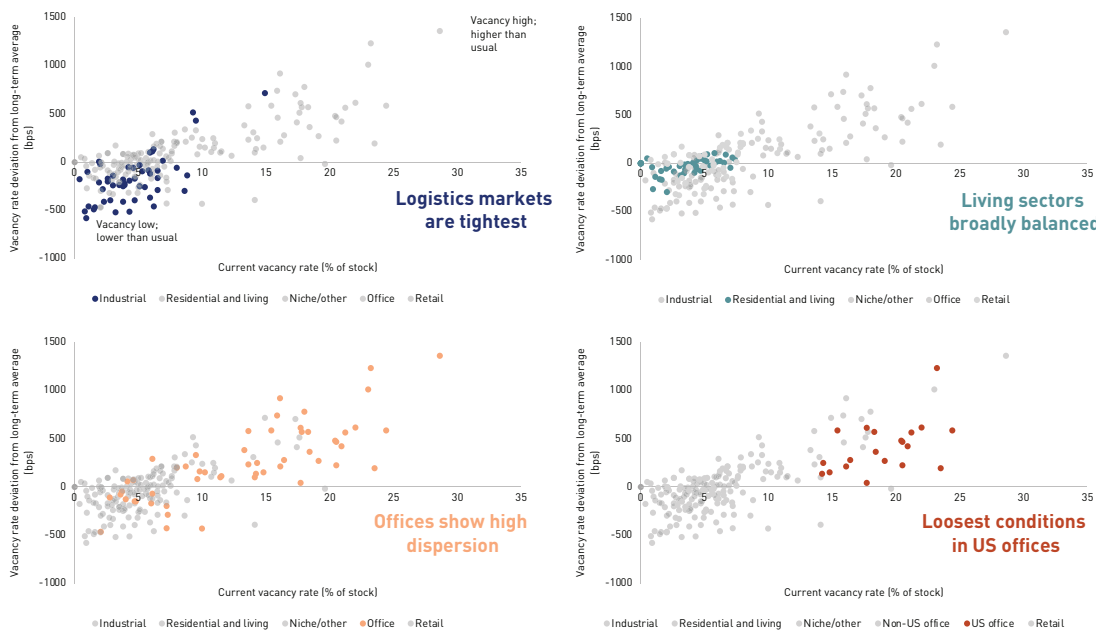 Vacancy rate deviation from long-term average
(bps)
1500
1000
500
0
-500
-1000
5
10
15
20
25
30
35
Vacancy high;
higher than
usual
Vacancy low;
lower than usual
Logistics markets
are tightest
Current vacancy rate (% of stock)
Industrial Residential and living Niche/other Office Retail
Vacancy rate deviation from long-term average
(bps)
1500
1000
500
0
-500
-1000
0
5
10
15
20
25
30
35
Living sectors
broadly balanced
Current vacancy rate (% of stock)
Industrial Residential and living Niche/other Office Retail
Vacancy rate deviation from long-term average
(bps)
1500
1000
500
0
-500
-1000
0
5
10
15
20
25
30
35
Offices show high
dispersion
Current vacancy rate (% of stock)
Industrial Residential and living Niche/other Office Retail
Vacancy rate deviation from long-term average
(bps)
1500
1000
500
0
-500
-1000
0
5
10
15
20
25
30
35
Loosest conditions
in US offices
Current vacancy rate (% of stock)
Industrial Residential and living Niche/other Non-US office US office Retail